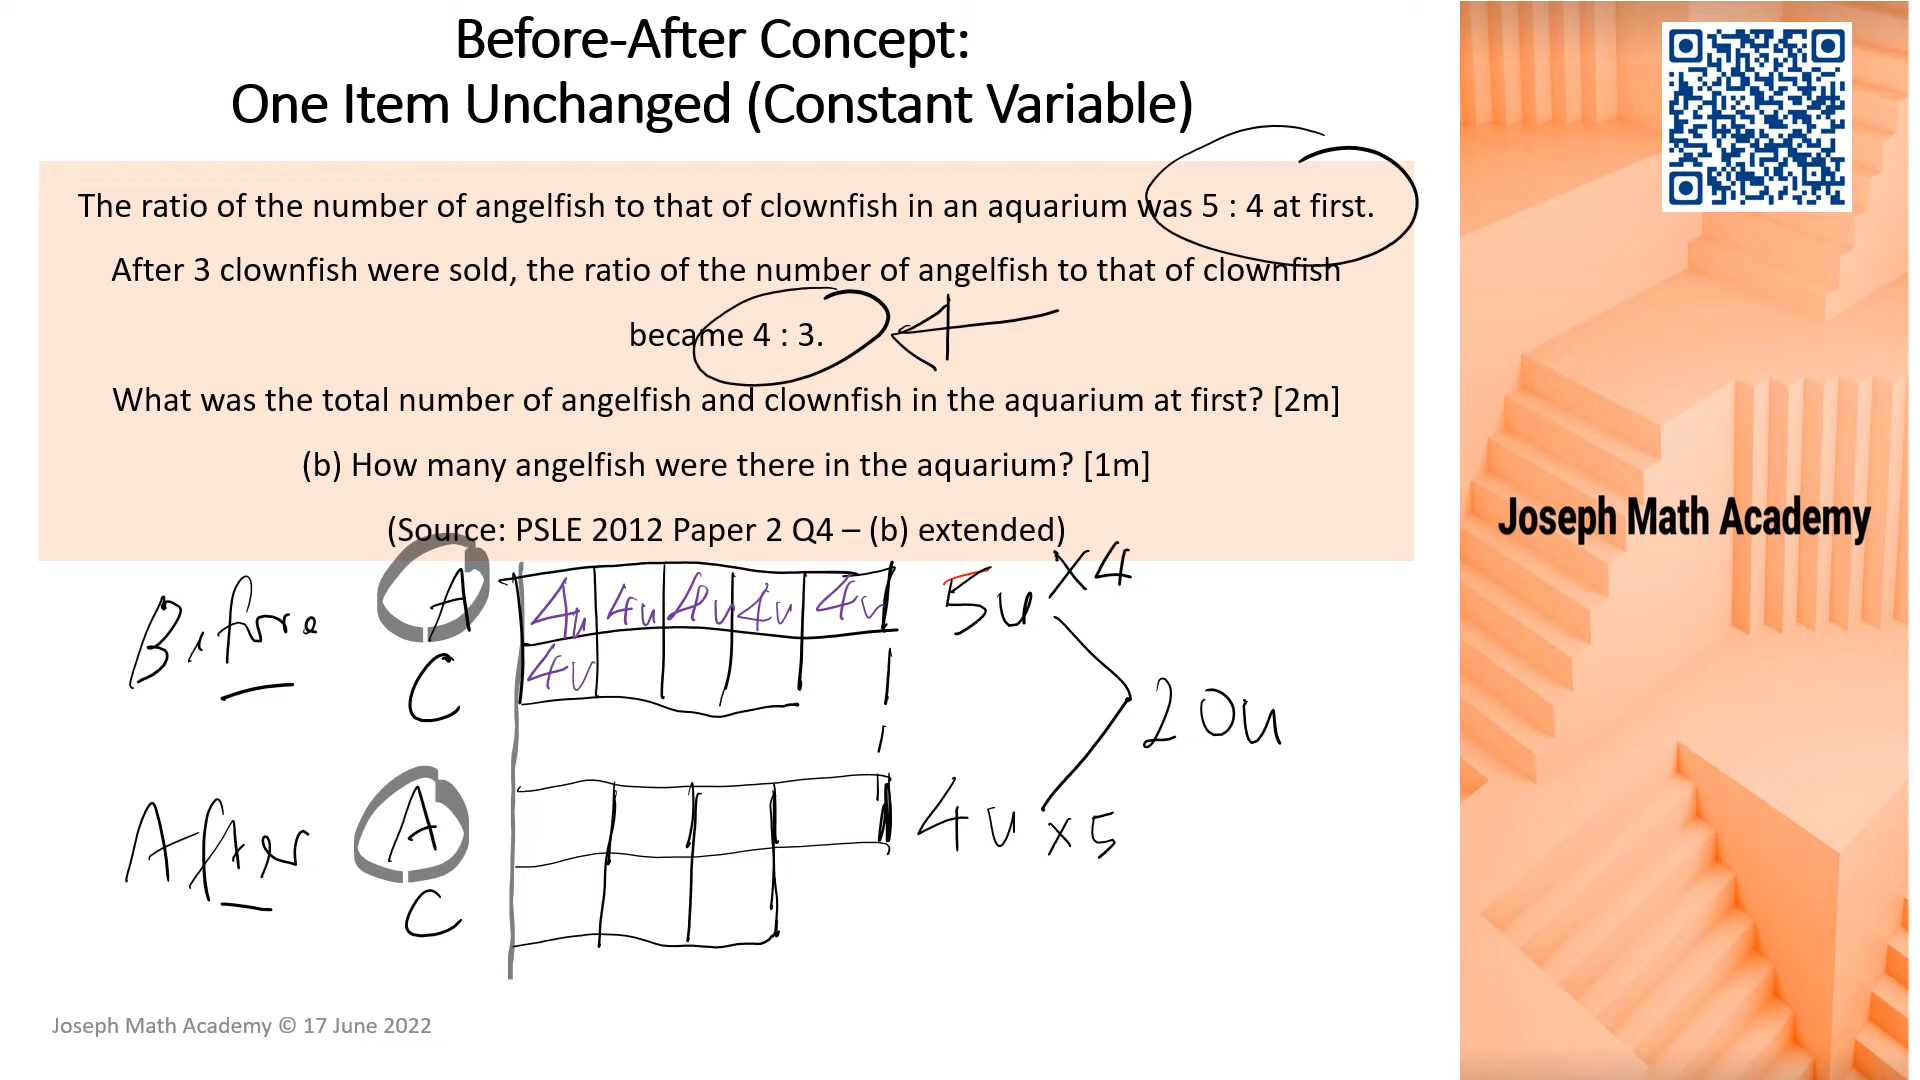 Before-After Concept:
One Item Unchanged (Constant Variable)
The ratio of the number of angelfish to that of clownfish in an aquarium was 5 : 4 at first.
After 3 clownfish were sold, the ratio of the number of angelfish to that of clownfish
became 4 : 3.
What was the total number of angelfish and clownfish in the aquarium at first? [2m]
(b) How many angelfish were there in the aquarium? [1m]
(Source: PSLE 2012 Paper 2 Q4 – (b) extended)
Joseph Math Academy
Before A 4u 4u 4u 4u 4u 5u ×4
C 4u
20u
After A 4u ×5
C
Joseph Math Academy © 17 June 2022